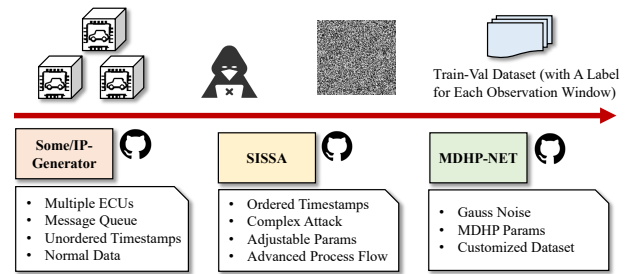 Train-Val Dataset (with A Label
for Each Observation Window)
Some/IP-
Generator
SISSA
MDHP-NET
• Multiple ECUs
• Message Queue
• Unordered Timestamps
• Normal Data
• Ordered Timestamps
• Complex Attack
• Adjustable Params
• Advanced Process Flow
• Gauss Noise
• MDHP Params
• Customized Dataset